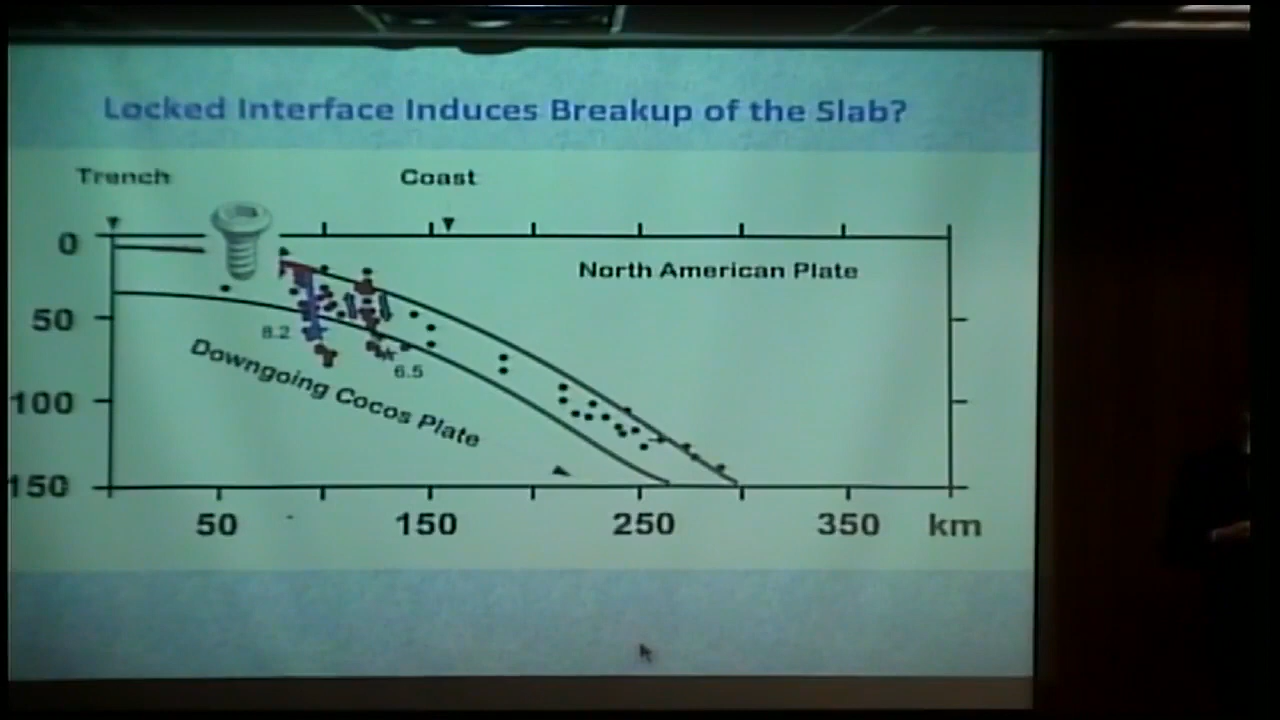 Locked Interface Induces Breakup of the Slab?
Trench
Coast
0
North American Plate
50
8.2
6.5
Downgoing Cocos Plate
100
150
50
150
250
350
km